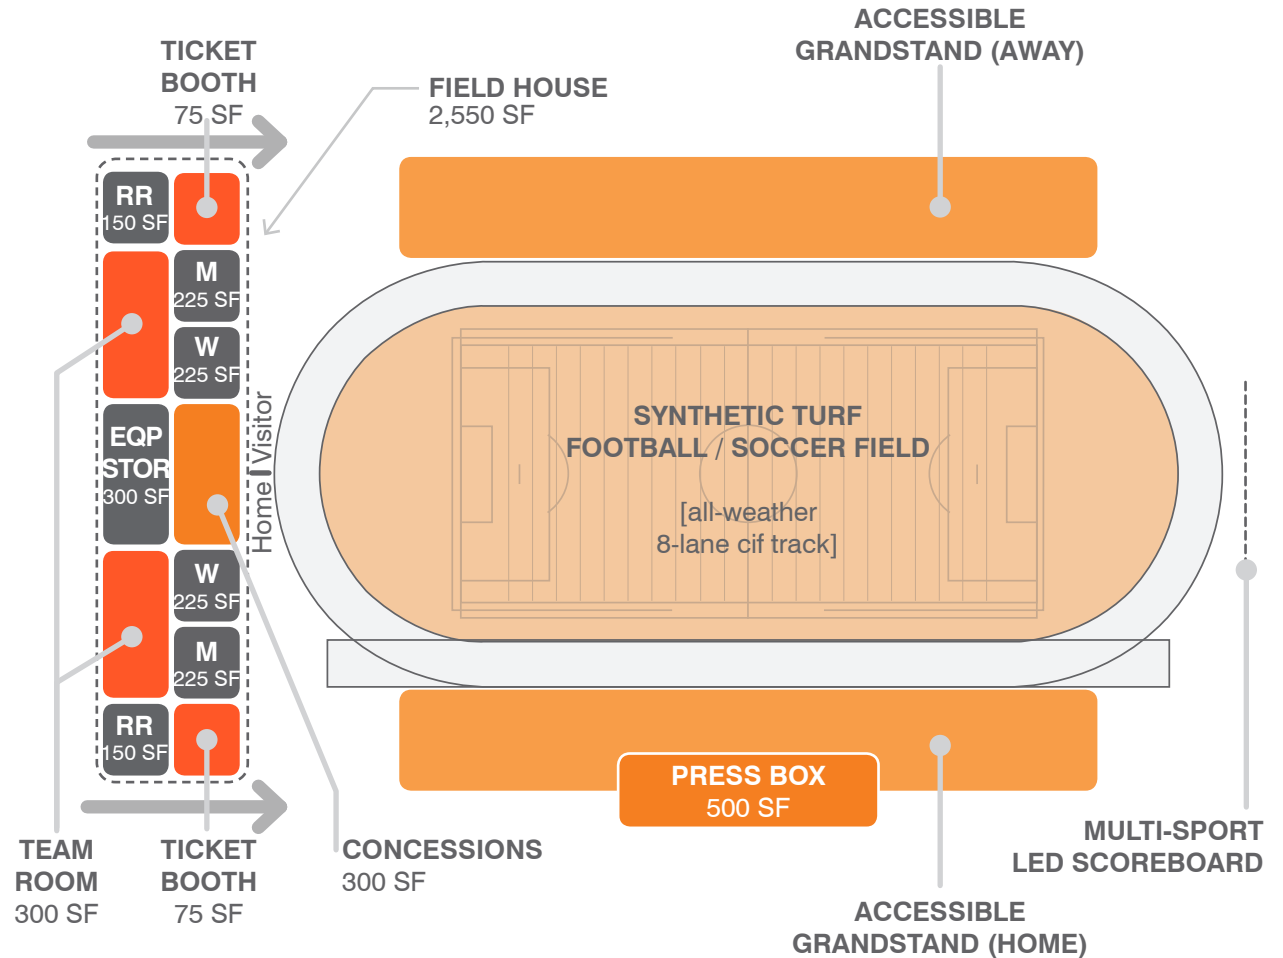 ACCESSIBLE
GRANDSTAND (AWAY)
TICKET
BOOTH
75 SF
FIELD HOUSE
2,550 SF
RR
150 SF
M
225 SF
W
225 SF
EQP
STOR
300 SF
Home | Visitor
W
225 SF
M
225 SF
RR
150 SF
SYNTHETIC TURF
FOOTBALL / SOCCER FIELD
[all-weather
8-lane cif track]
PRESS BOX
500 SF
TEAM
ROOM
300 SF
TICKET
BOOTH
75 SF
CONCESSIONS
300 SF
MULTI-SPORT
LED SCOREBOARD
ACCESSIBLE
GRANDSTAND (HOME)